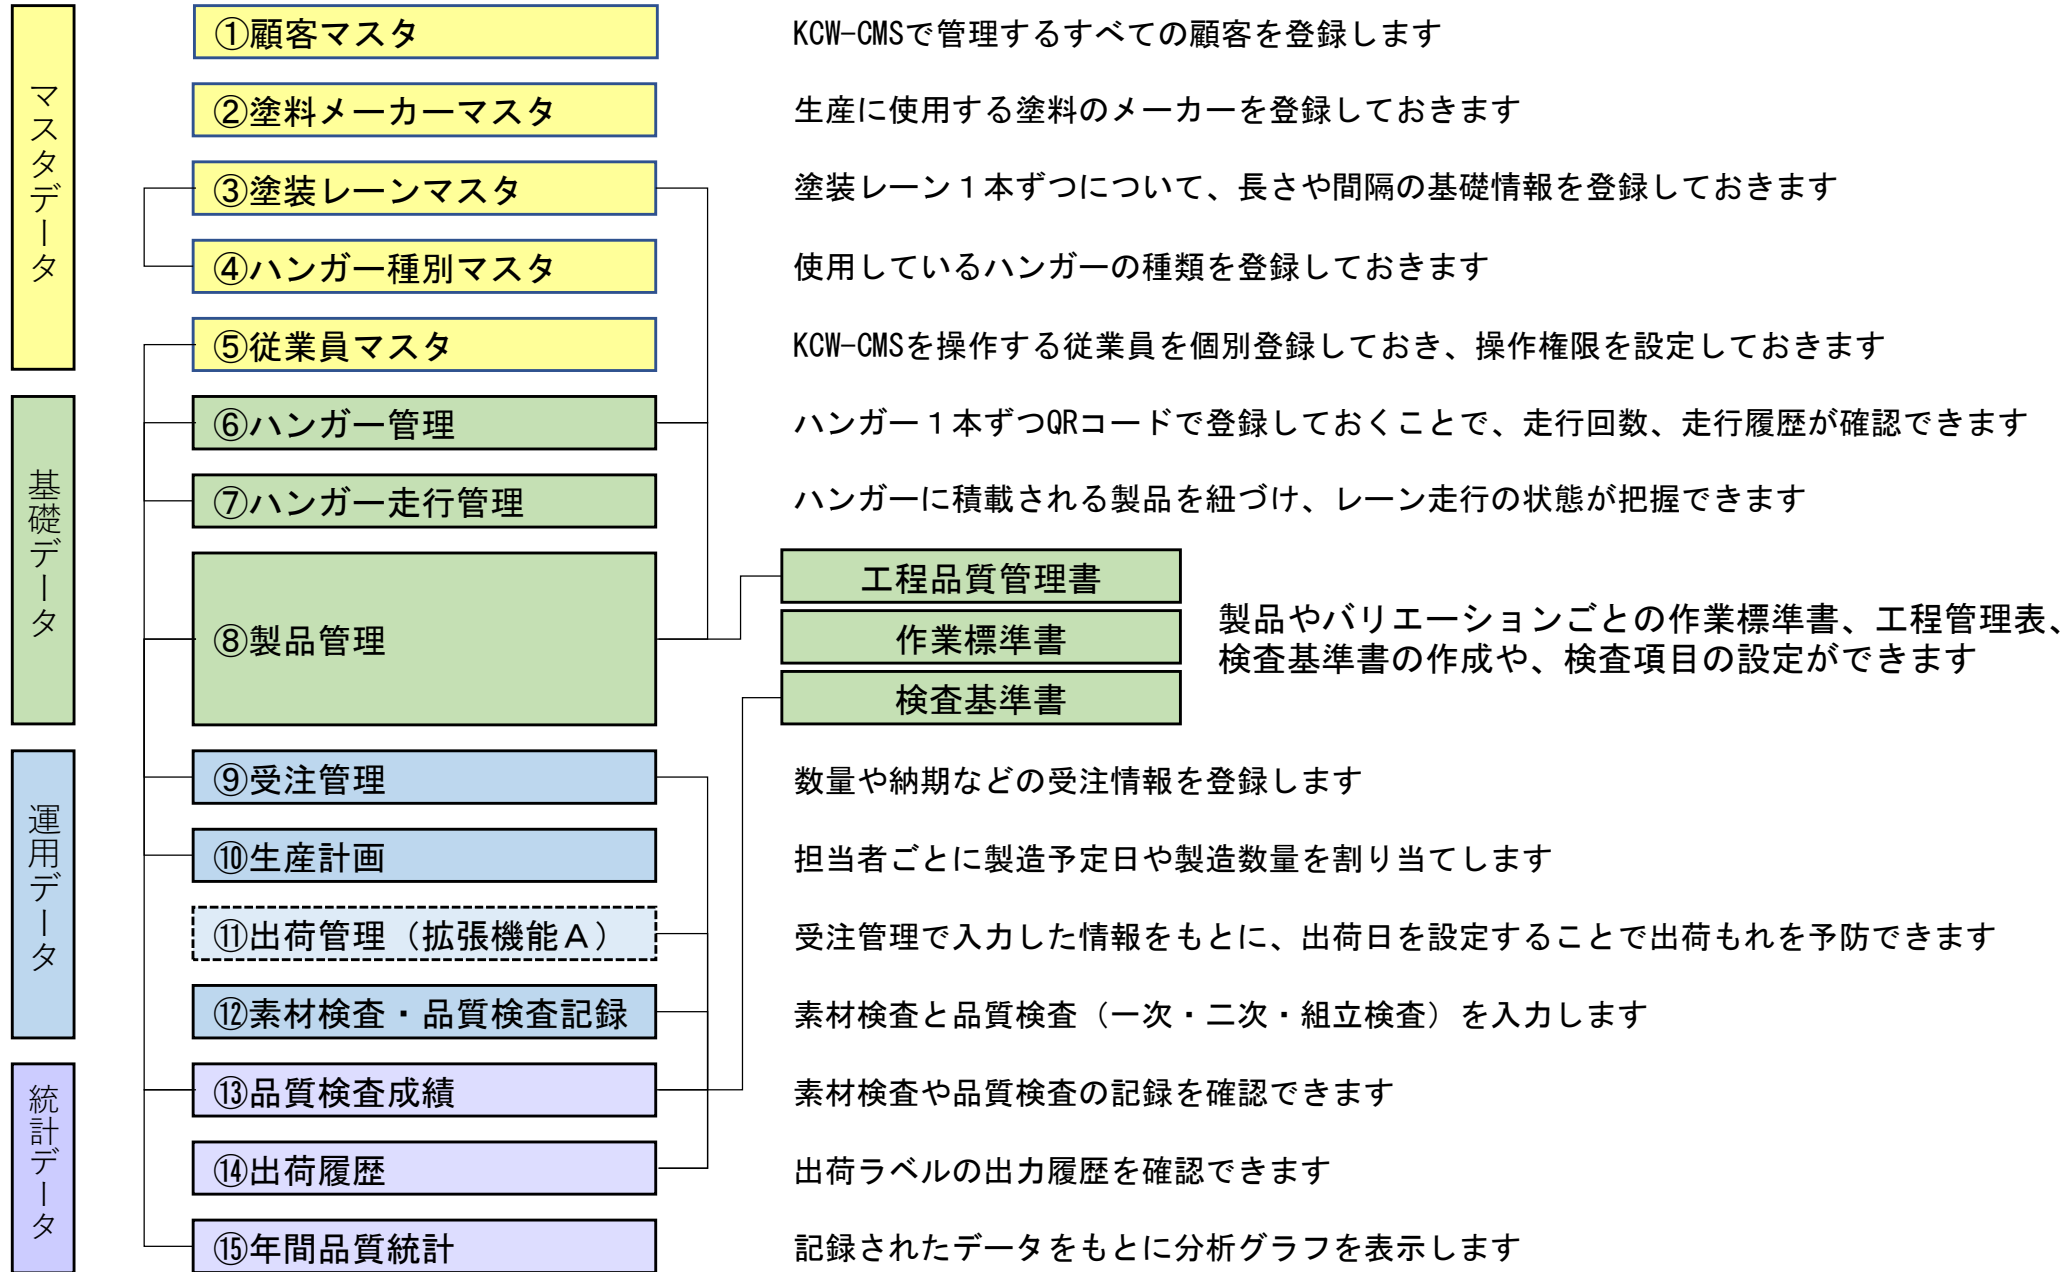 マスタデータ
①顧客マスタ
KCW-CMSで管理するすべての顧客を登録します
②塗料メーカーマスタ
生産に使用する塗料のメーカーを登録しておきます
③塗装レーンマスタ
塗装レーン１本ずつについて、長さや間隔の基礎情報を登録しておきます
④ハンガー種別マスタ
使用しているハンガーの種類を登録しておきます
⑤従業員マスタ
KCW-CMSを操作する従業員を個別登録しておき、操作権限を設定しておきます
基礎データ
⑥ハンガー管理
ハンガー１本ずつQRコードで登録しておくことで、走行回数、走行履歴が確認できます
⑦ハンガー走行管理
ハンガーに積載される製品を紐づけ、レーン走行の状態が把握できます
⑧製品管理
工程品質管理書
作業標準書
検査基準書
製品やバリエーションごとの作業標準書、工程管理表、
検査基準書の作成や、検査項目の設定ができます
運用データ
⑨受注管理
数量や納期などの受注情報を登録します
⑩生産計画
担当者ごとに製造予定日や製造数量を割り当てします
⑪出荷管理（拡張機能Ａ）
受注管理で入力した情報をもとに、出荷日を設定することで出荷もれを予防できます
⑫素材検査・品質検査記録
素材検査と品質検査（一次・二次・組立検査）を入力します
統計データ
⑬品質検査成績
素材検査や品質検査の記録を確認できます
⑭出荷履歴
出荷ラベルの出力履歴を確認できます
⑮年間品質統計
記録されたデータをもとに分析グラフを表示します